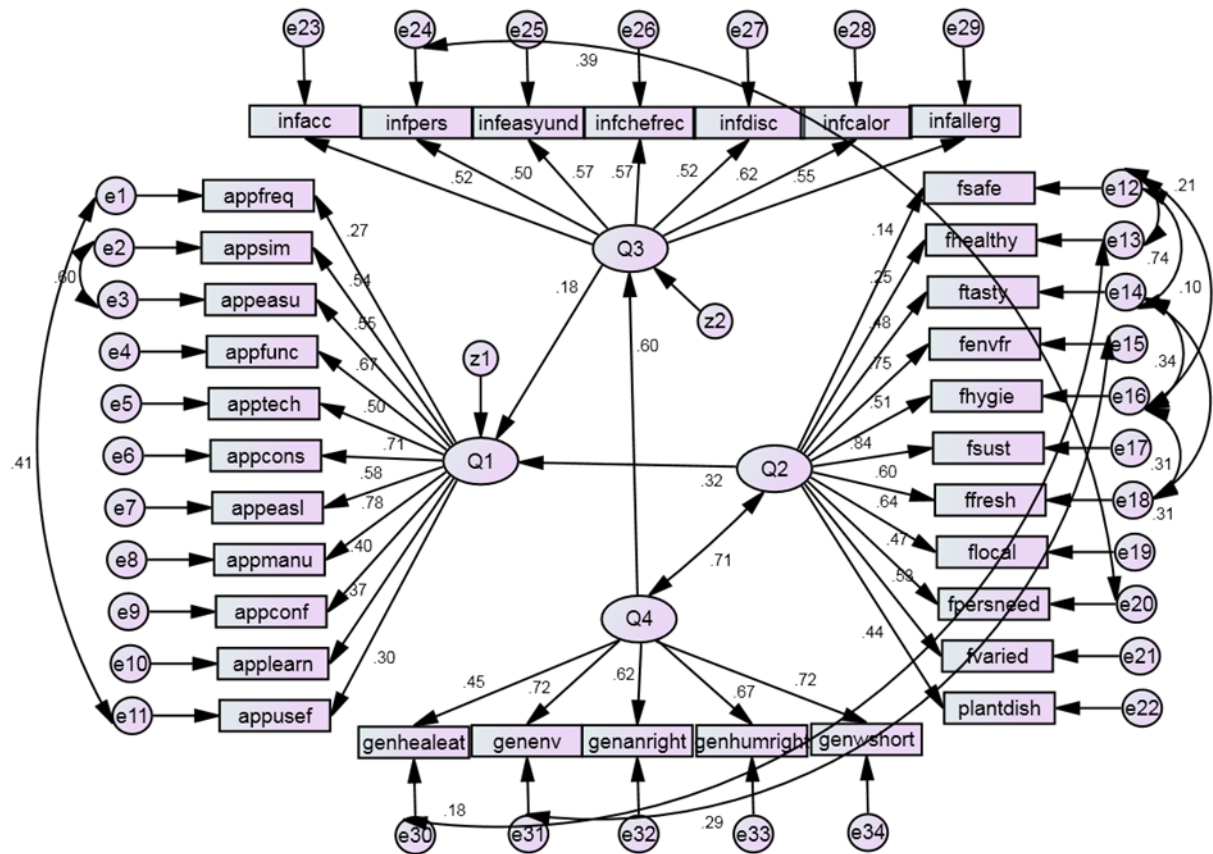 e23 e24 e25 e26 e27 e28 e29
.39
infacc infpers infeasyund infchefrec infdisc infcalor infallerg
.52 .50 .57 .57 .52 .62 .55
e1 appfreq fsafe e12 .21
.27 .14
e2 appsim Q3 fhealthy e13
.60 .54 .18 .25 .74
e3 appeasu z2 ftasty e14 .10
.55 .48
e4 appfunc z1 .60 fenvfr e15
.67 .75 .34
e5 apptech fhygie e16
.50 .51
e6 appcons .71 Q1 Q2 .84 fsust e17
.41 .58 .32 .60 .31
e7 appeasl .78 .64 ffresh e18
.31
e8 appmanu .40 .71 .47 flocal e19
.37 .53
e9 appconf Q4 fpersneed e20
.44
e10 applearn .30 fvaried e21
.45 .72 .62 .67 .72
e11 appusef plantdish e22
genhealeat genenv genanright genhumright genwshort
.18 .29
e30 e31 e32 e33 e34